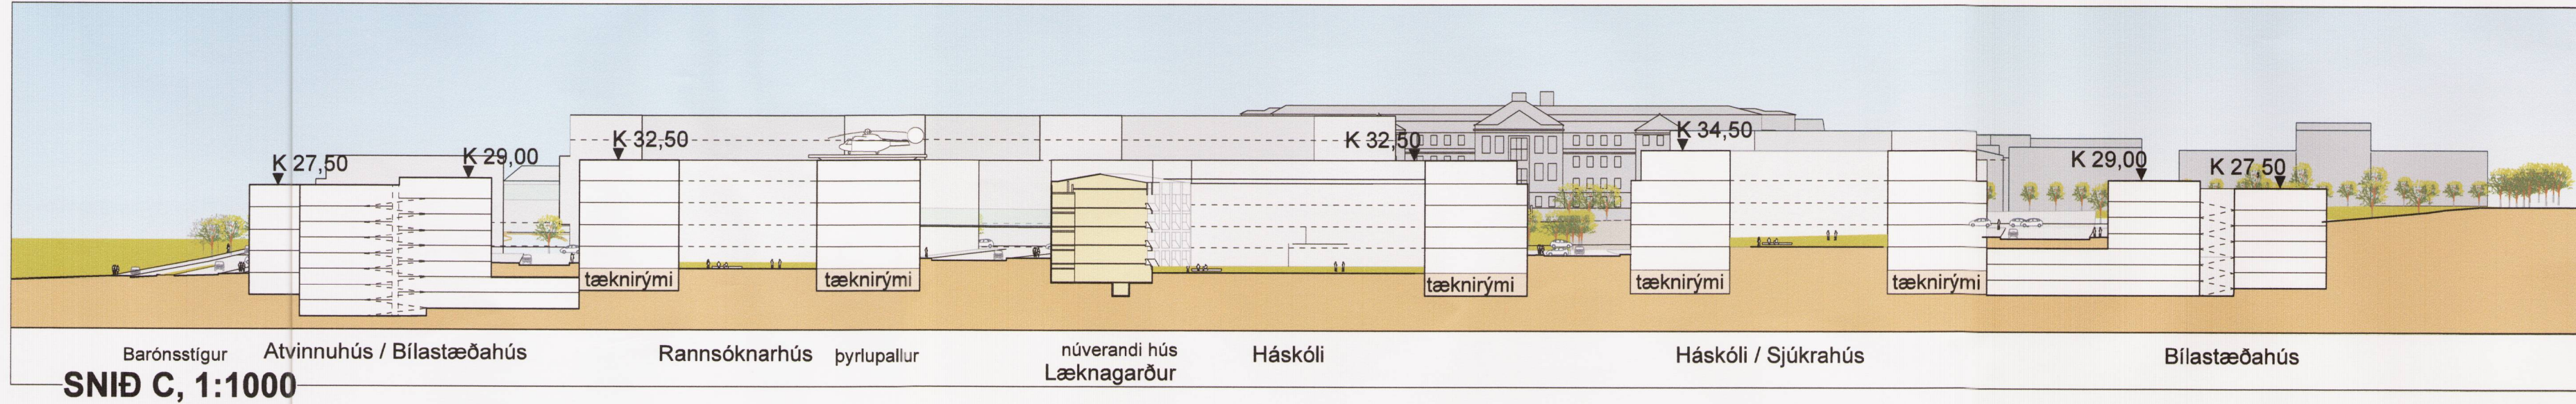 K 27,50
K 29,00
K 32,50
K 32,50
K 34,50
K 29,00
K 27,50
tæknirými
tæknirými
tæknirými
tæknirými
tæknirými
Barónsstígur
Atvinnuhús / Bílastæðahús
Rannsóknarhús
þyrlupallur
núverandi hús
Læknagarður
Háskóli
Háskóli / Sjúkrahús
Bílastæðahús
SNIÐ C, 1:1000